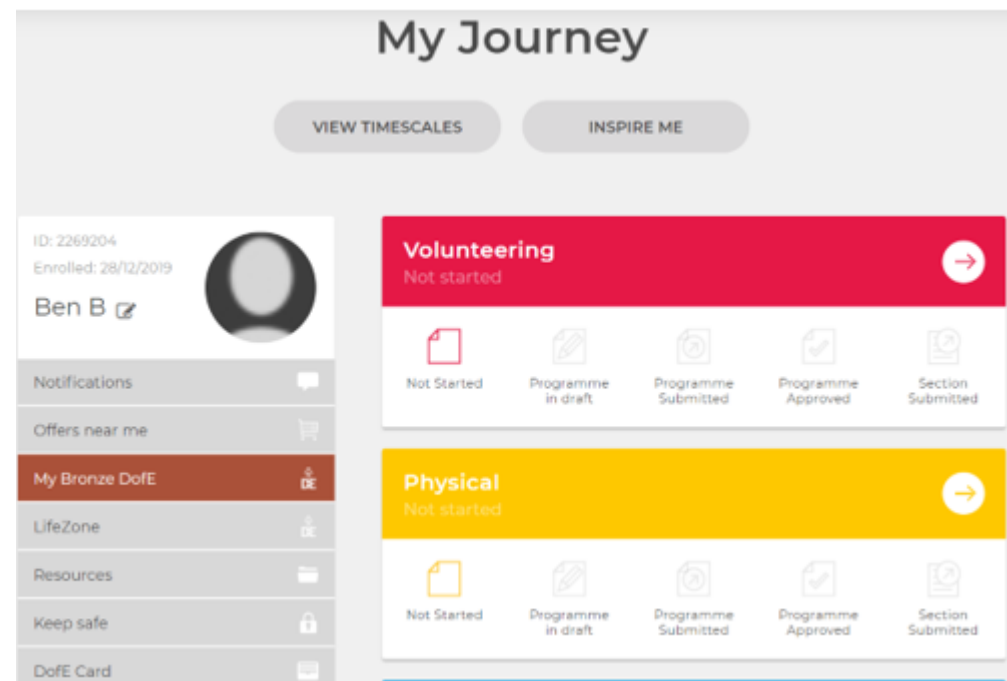 My Journey
VIEW TIMESCALES
INSPIRE ME
ID: 2269204
Enrolled: 28/12/2019
Ben B
Notifications
Offers near me
My Bronze DofE
DE
LifeZone
DE
Resources
Keep safe
DofE Card
Volunteering
Not started
Not Started
Programme
in draft
Programme
Submitted
Programme
Approved
Section
Submitted
Physical
Not started
Not Started
Programme
in draft
Programme
Submitted
Programme
Approved
Section
Submitted